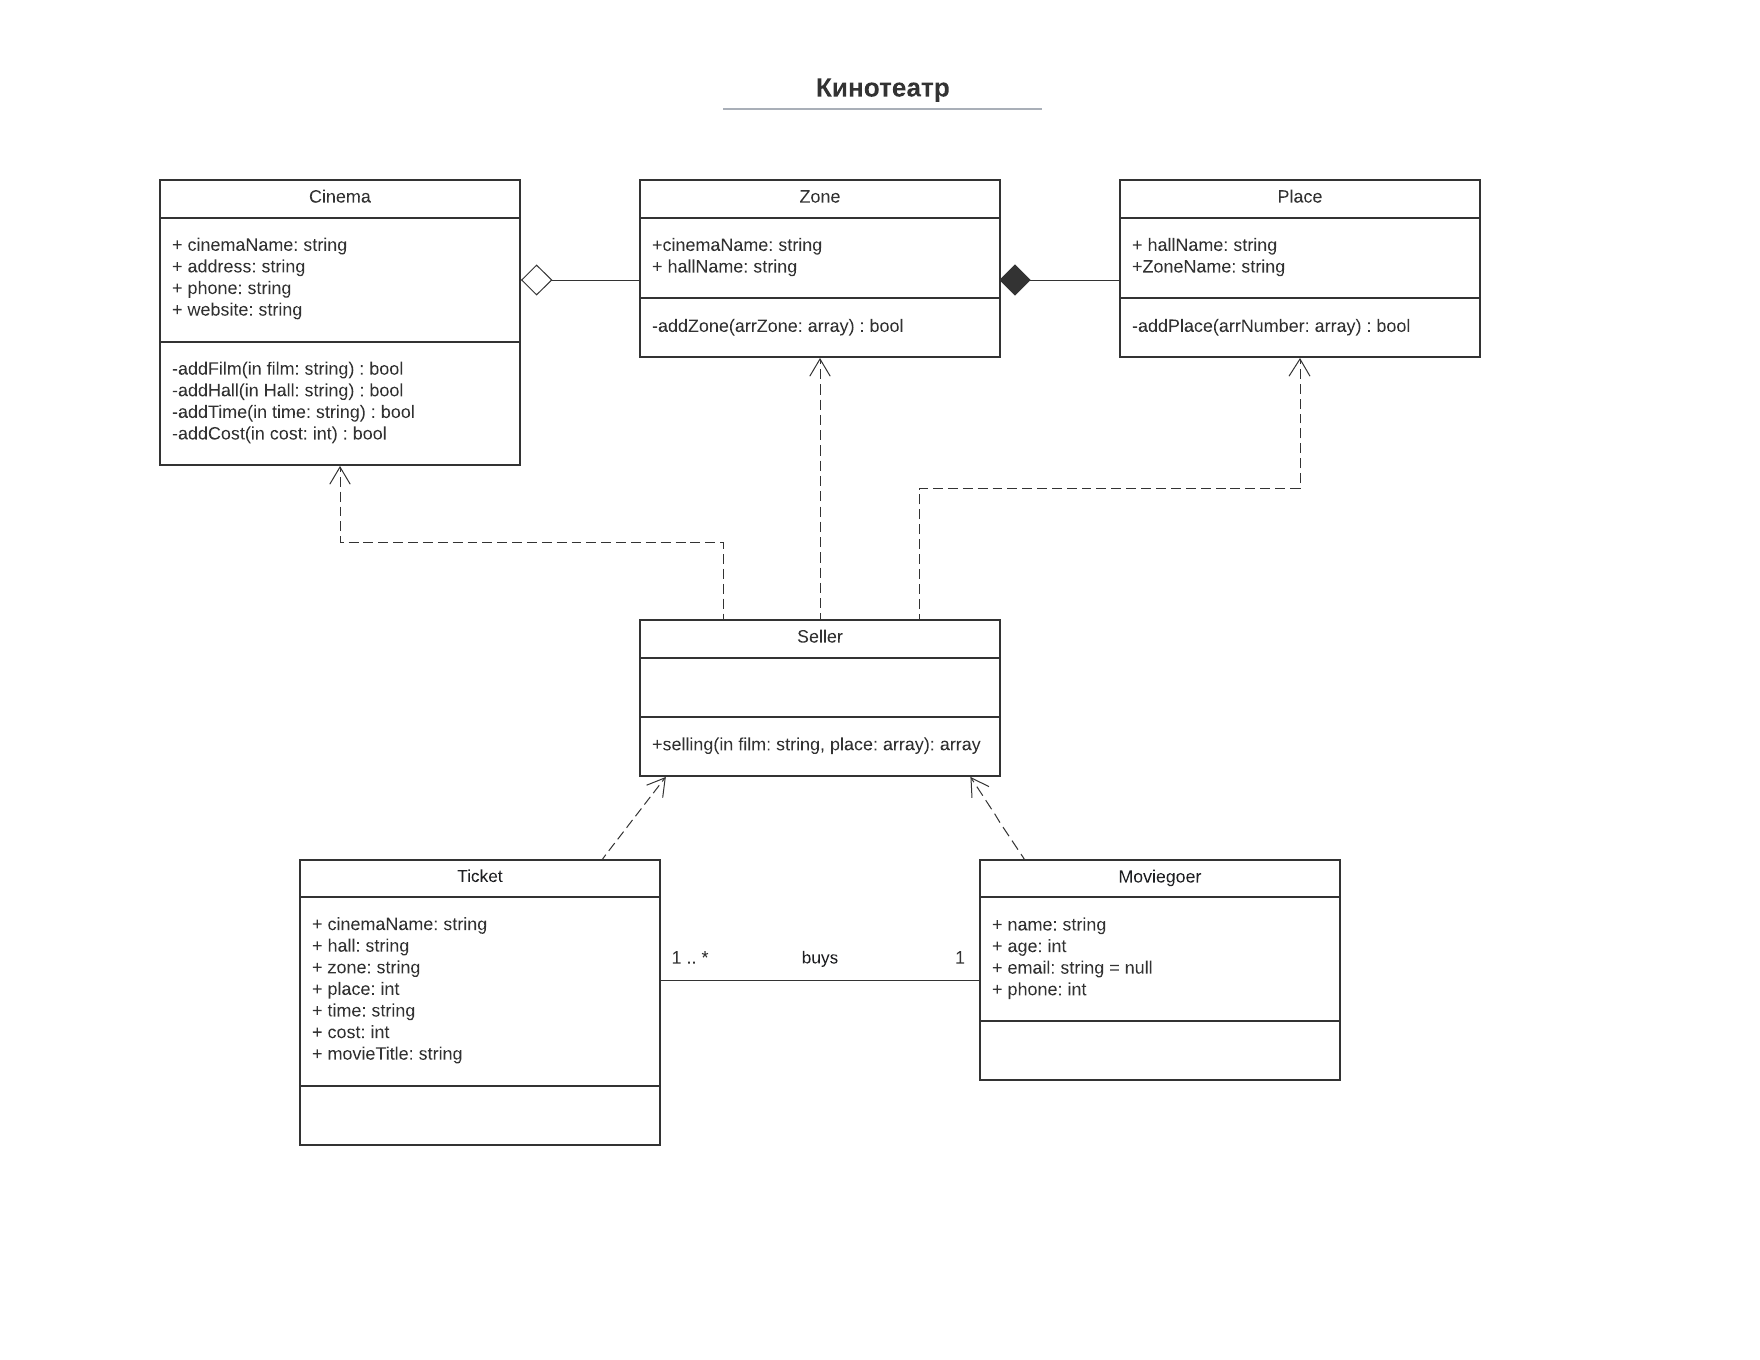 Кинотеатр
Cinema
+ cinemaName: string
+ address: string
+ phone: string
+ website: string
-addFilm(in film: string) : bool
-addHall(in Hall: string) : bool
-addTime(in time: string) : bool
-addCost(in cost: int) : bool
Zone
+cinemaName: string
+ hallName: string
-addZone(arrZone: array) : bool
Place
+ hallName: string
+ZoneName: string
-addPlace(arrNumber: array) : bool
Seller
+selling(in film: string, place: array): array
Ticket
+ cinemaName: string
+ hall: string
+ zone: string
+ place: int
+ time: string
+ cost: int
+ movieTitle: string
1 .. *
buys
1
Moviegoer
+ name: string
+ age: int
+ email: string = null
+ phone: int